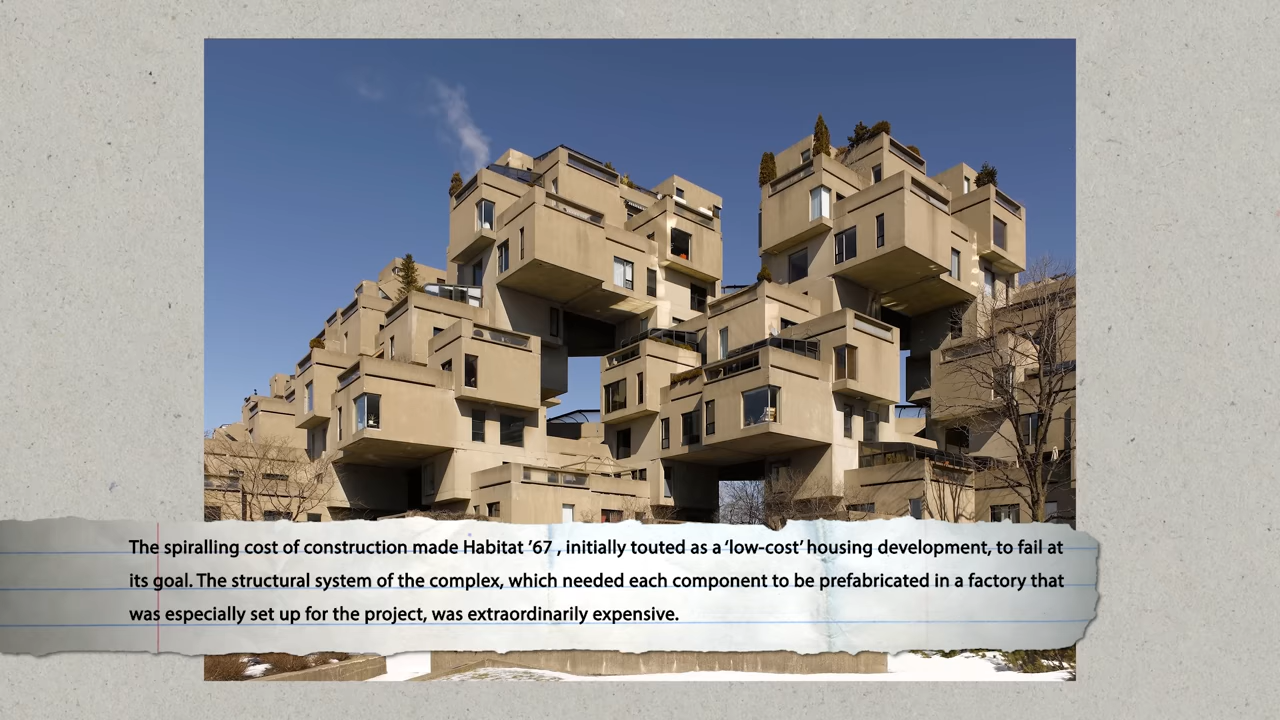 The spiralling cost of construction made Habitat ’67 , initially touted as a ‘low-cost’ housing development, to fail at
its goal. The structural system of the complex, which needed each component to be prefabricated in a factory that
was especially set up for the project, was extraordinarily expensive.